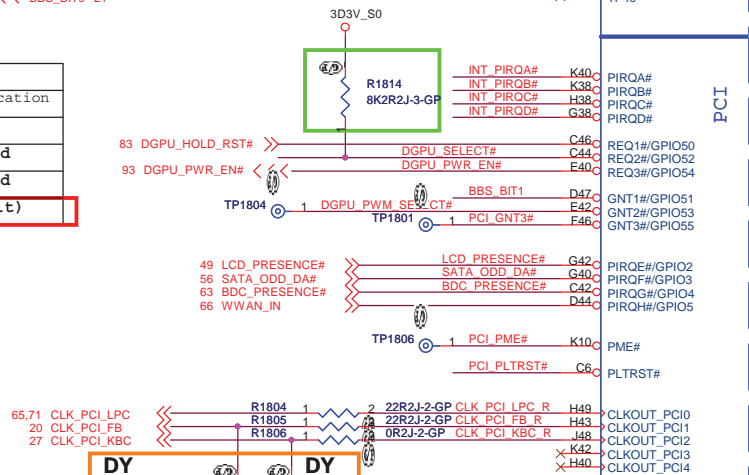 3D3V_S0
R1814
8K2R2J-3-GP
1
INT_PIRQA# K40 PIRQA#
INT_PIRQB# K38 PIRQB#
INT_PIRQC# H38 PIRQC#
INT_PIRQD# G38 PIRQD#
PCI
cation
d
d
t)
83 DGPU_HOLD_RST# C46 REQ1#/GPIO50
DGPU_SELECT# C44 REQ2#/GPIO52
93 DGPU_PWR_EN# DGPU_PWR_EN# E40 REQ3#/GPIO54
BBS_BIT1 D47 GNT1#/GPIO51
TP1804 1 DGPU_PWM_SELECT# E42 GNT2#/GPIO53
TP1801 1 PCI_GNT3# F46 GNT3#/GPIO55
49 LCD_PRESENCE# LCD_PRESENCE# G42 PIRQE#/GPIO2
56 SATA_ODD_DA# SATA_ODD_DA# G40 PIRQF#/GPIO3
63 BDC_PRESENCE# BDC_PRESENCE# C42 PIRQG#/GPIO4
66 WWAN_IN D44 PIRQH#/GPIO5
TP1806 1 PCI_PME# K10 PME#
PCI_PLTRST# C6 PLTRST#
65,71 CLK_PCI_LPC R1804 1 2 22R2J-2-GP CLK_PCI_LPC_R H49 CLKOUT_PCI0
20 CLK_PCI_FB R1805 1 22R2J-2-GP CLK_PCI_FB_R H43 CLKOUT_PCI1
27 CLK_PCI_KBC R1806 1 0R2J-2-GP CLK_PCI_KBC_R J48 CLKOUT_PCI2
K42 CLKOUT_PCI3
H40 CLKOUT_PCI4
DY DY